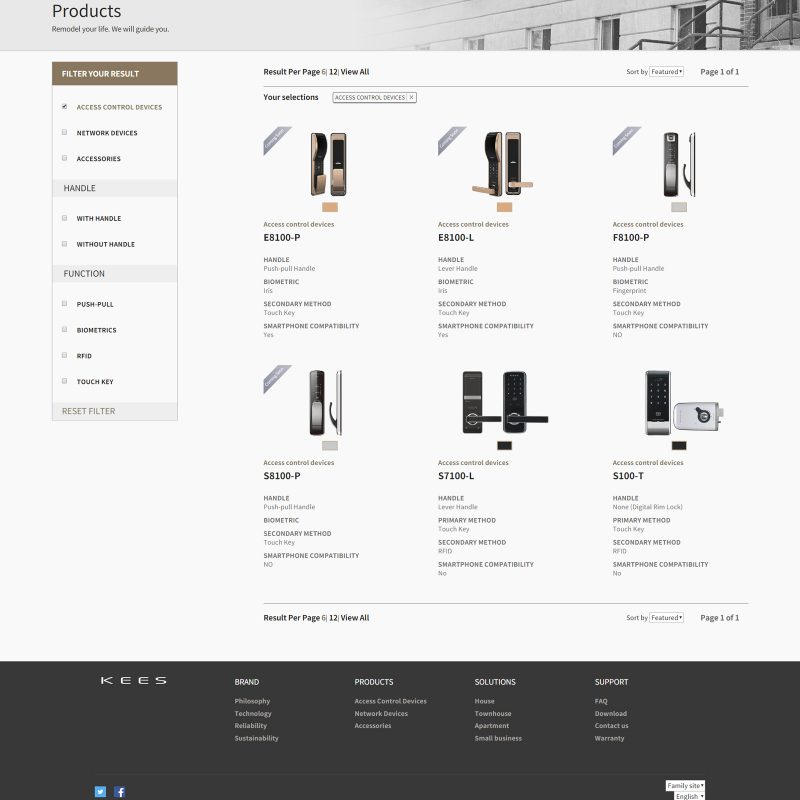 Products
Remodel your life. We will guide you.
FILTER YOUR RESULT
ACCESS CONTROL DEVICES
NETWORK DEVICES
ACCESSORIES
HANDLE
WITH HANDLE
WITHOUT HANDLE
FUNCTION
PUSH-PULL
BIOMETRICS
RFID
TOUCH KEY
RESET FILTER
Result Per Page 6| 12| View All
Sort by Featured
Page 1 of 1
Your selections
ACCESS CONTROL DEVICES X
Coming Soon
Access control devices
E8100-P
HANDLE
Push-pull Handle
BIOMETRIC
Iris
SECONDARY METHOD
Touch Key
SMARTPHONE COMPATIBILITY
Yes
Coming Soon
Access control devices
E8100-L
HANDLE
Lever Handle
BIOMETRIC
Iris
SECONDARY METHOD
Touch Key
SMARTPHONE COMPATIBILITY
Yes
Coming Soon
Access control devices
F8100-P
HANDLE
Push-pull Handle
BIOMETRIC
Fingerprint
SECONDARY METHOD
Touch Key
SMARTPHONE COMPATIBILITY
NO
Coming Soon
Access control devices
S8100-P
HANDLE
Push-pull Handle
BIOMETRIC
SECONDARY METHOD
Touch Key
SMARTPHONE COMPATIBILITY
NO
Access control devices
S7100-L
HANDLE
Lever Handle
PRIMARY METHOD
Touch Key
SECONDARY METHOD
RFID
SMARTPHONE COMPATIBILITY
No
Access control devices
S100-T
HANDLE
None (Digital Rim Lock)
PRIMARY METHOD
Touch Key
SECONDARY METHOD
RFID
SMARTPHONE COMPATIBILITY
No
Result Per Page 6| 12| View All
Sort by Featured
Page 1 of 1
KEES
BRAND
Philosophy
Technology
Reliability
Sustainability
PRODUCTS
Access Control Devices
Network Devices
Accessories
SOLUTIONS
House
Townhouse
Apartment
Small business
SUPPORT
FAQ
Download
Contact us
Warranty
Family site
English